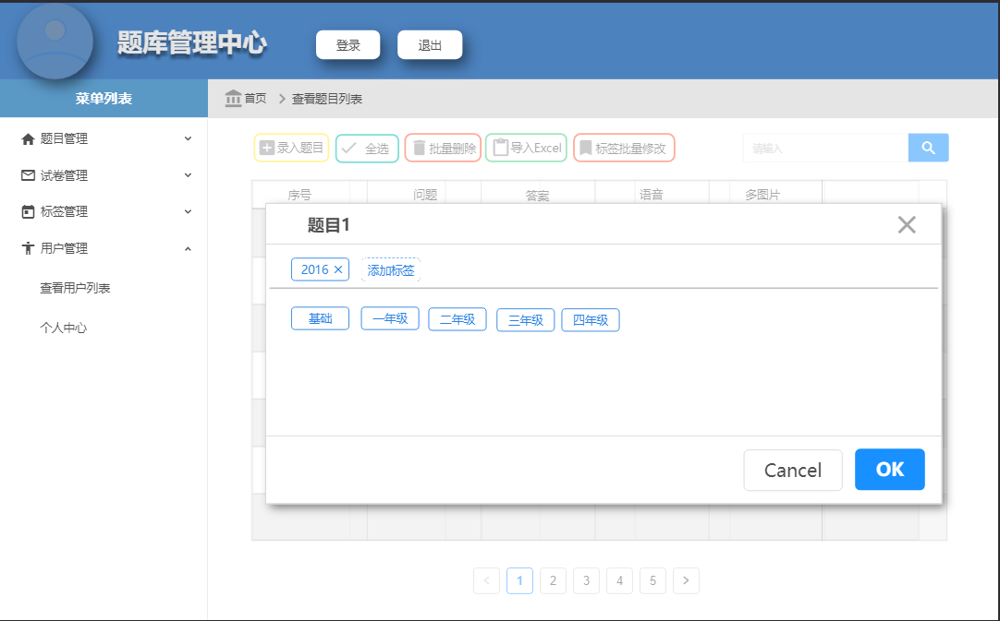 题库管理中心 登录 退出
菜单列表 首页 查看题目列表
题目管理
试卷管理
标签管理
用户管理
查看用户列表
个人中心
录入题目 全选 批量删除 导入Excel 标签批量修改 请输入
序号 问题 答案 语音 多图片
题目1
2016 × 添加标签
基础 一年级 二年级 三年级 四年级
Cancel OK
< 1 2 3 4 5 >